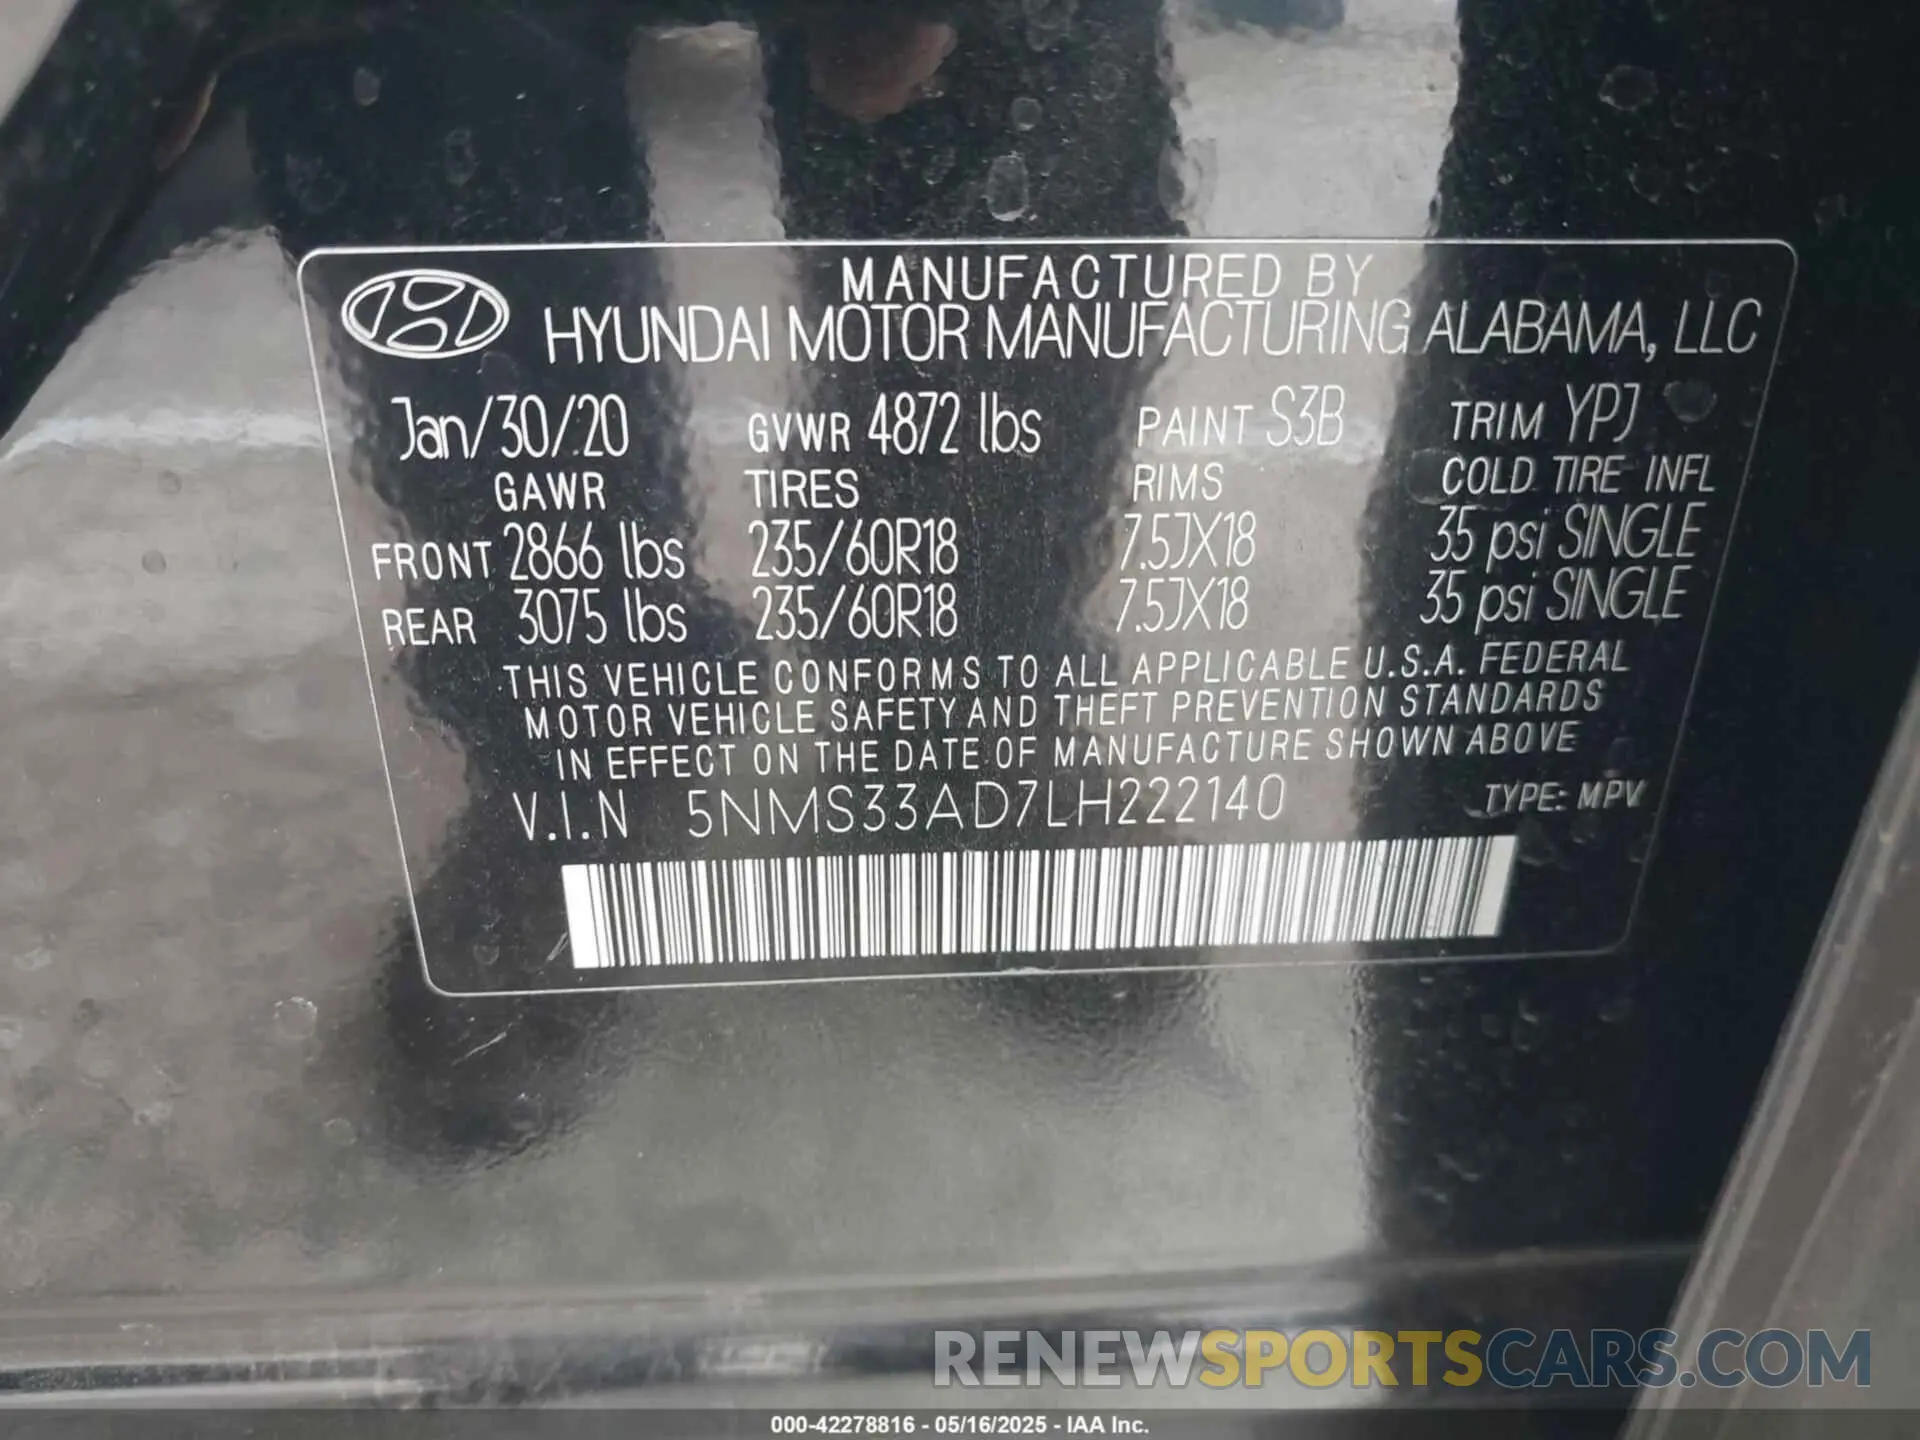 MANUFACTURED BY
HYUNDAI MOTOR MANUFACTURING ALABAMA, LLC
Jan/30/20 GVWR 4872 lbs PAINT S3B TRIM YPJ
GAWR TIRES RIMS COLD TIRE INFL
FRONT 2866 lbs 235/60R18 7.5JX18 35 psi SINGLE
REAR 3075 lbs 235/60R18 7.5JX18 35 psi SINGLE
THIS VEHICLE CONFORMS TO ALL APPLICABLE U.S.A. FEDERAL
MOTOR VEHICLE SAFETY AND THEFT PREVENTION STANDARDS
IN EFFECT ON THE DATE OF MANUFACTURE SHOWN ABOVE
V.I.N 5NMS33AD7LH222140 TYPE: MPV
RENEWSPORTSCARS.COM
000-42278816 - 05/16/2025 - IAA Inc.